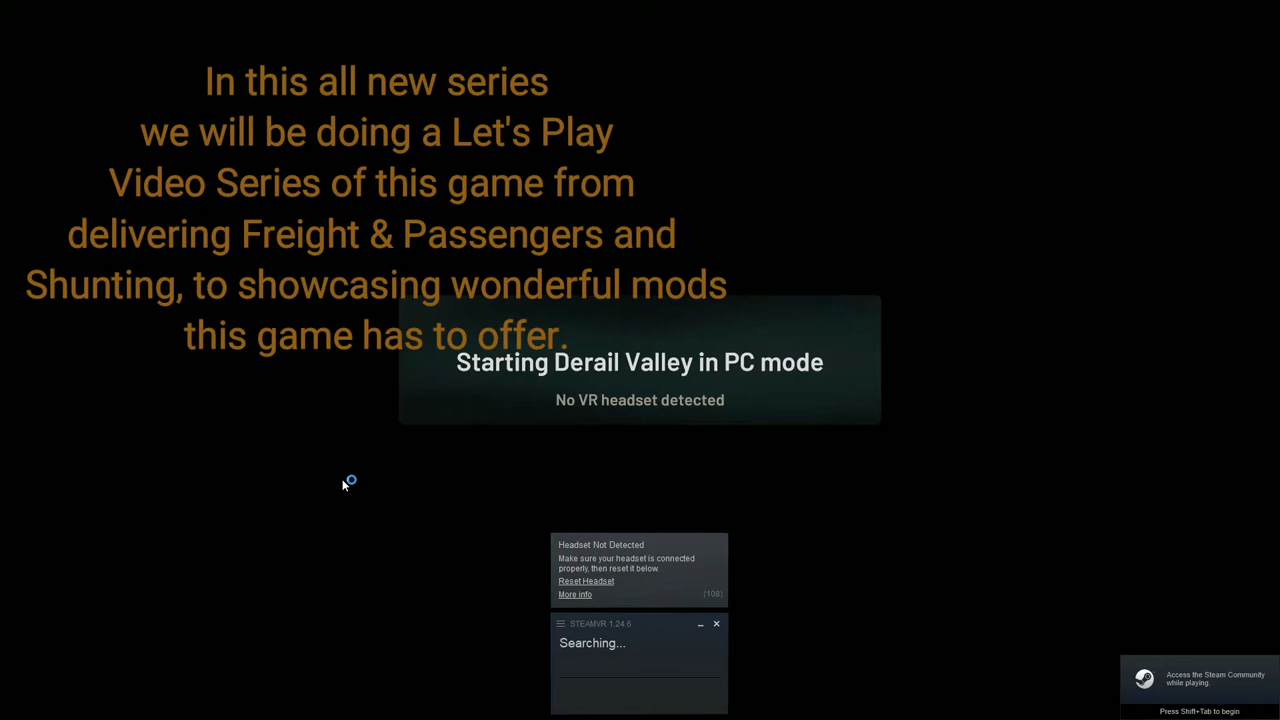 In this all new series
we will be doing a Let's Play
Video Series of this game from
delivering Freight & Passengers and
Shunting, to showcasing wonderful mods
this game has to offer.
Starting Derail Valley in PC mode
No VR headset detected
Headset Not Detected
Make sure your headset is connected
properly, then reset it below.
Reset Headset
More info (108)
STEAMVR 1.24.6
Searching...
Access the Steam Community
while playing.
Press Shift+Tab to begin